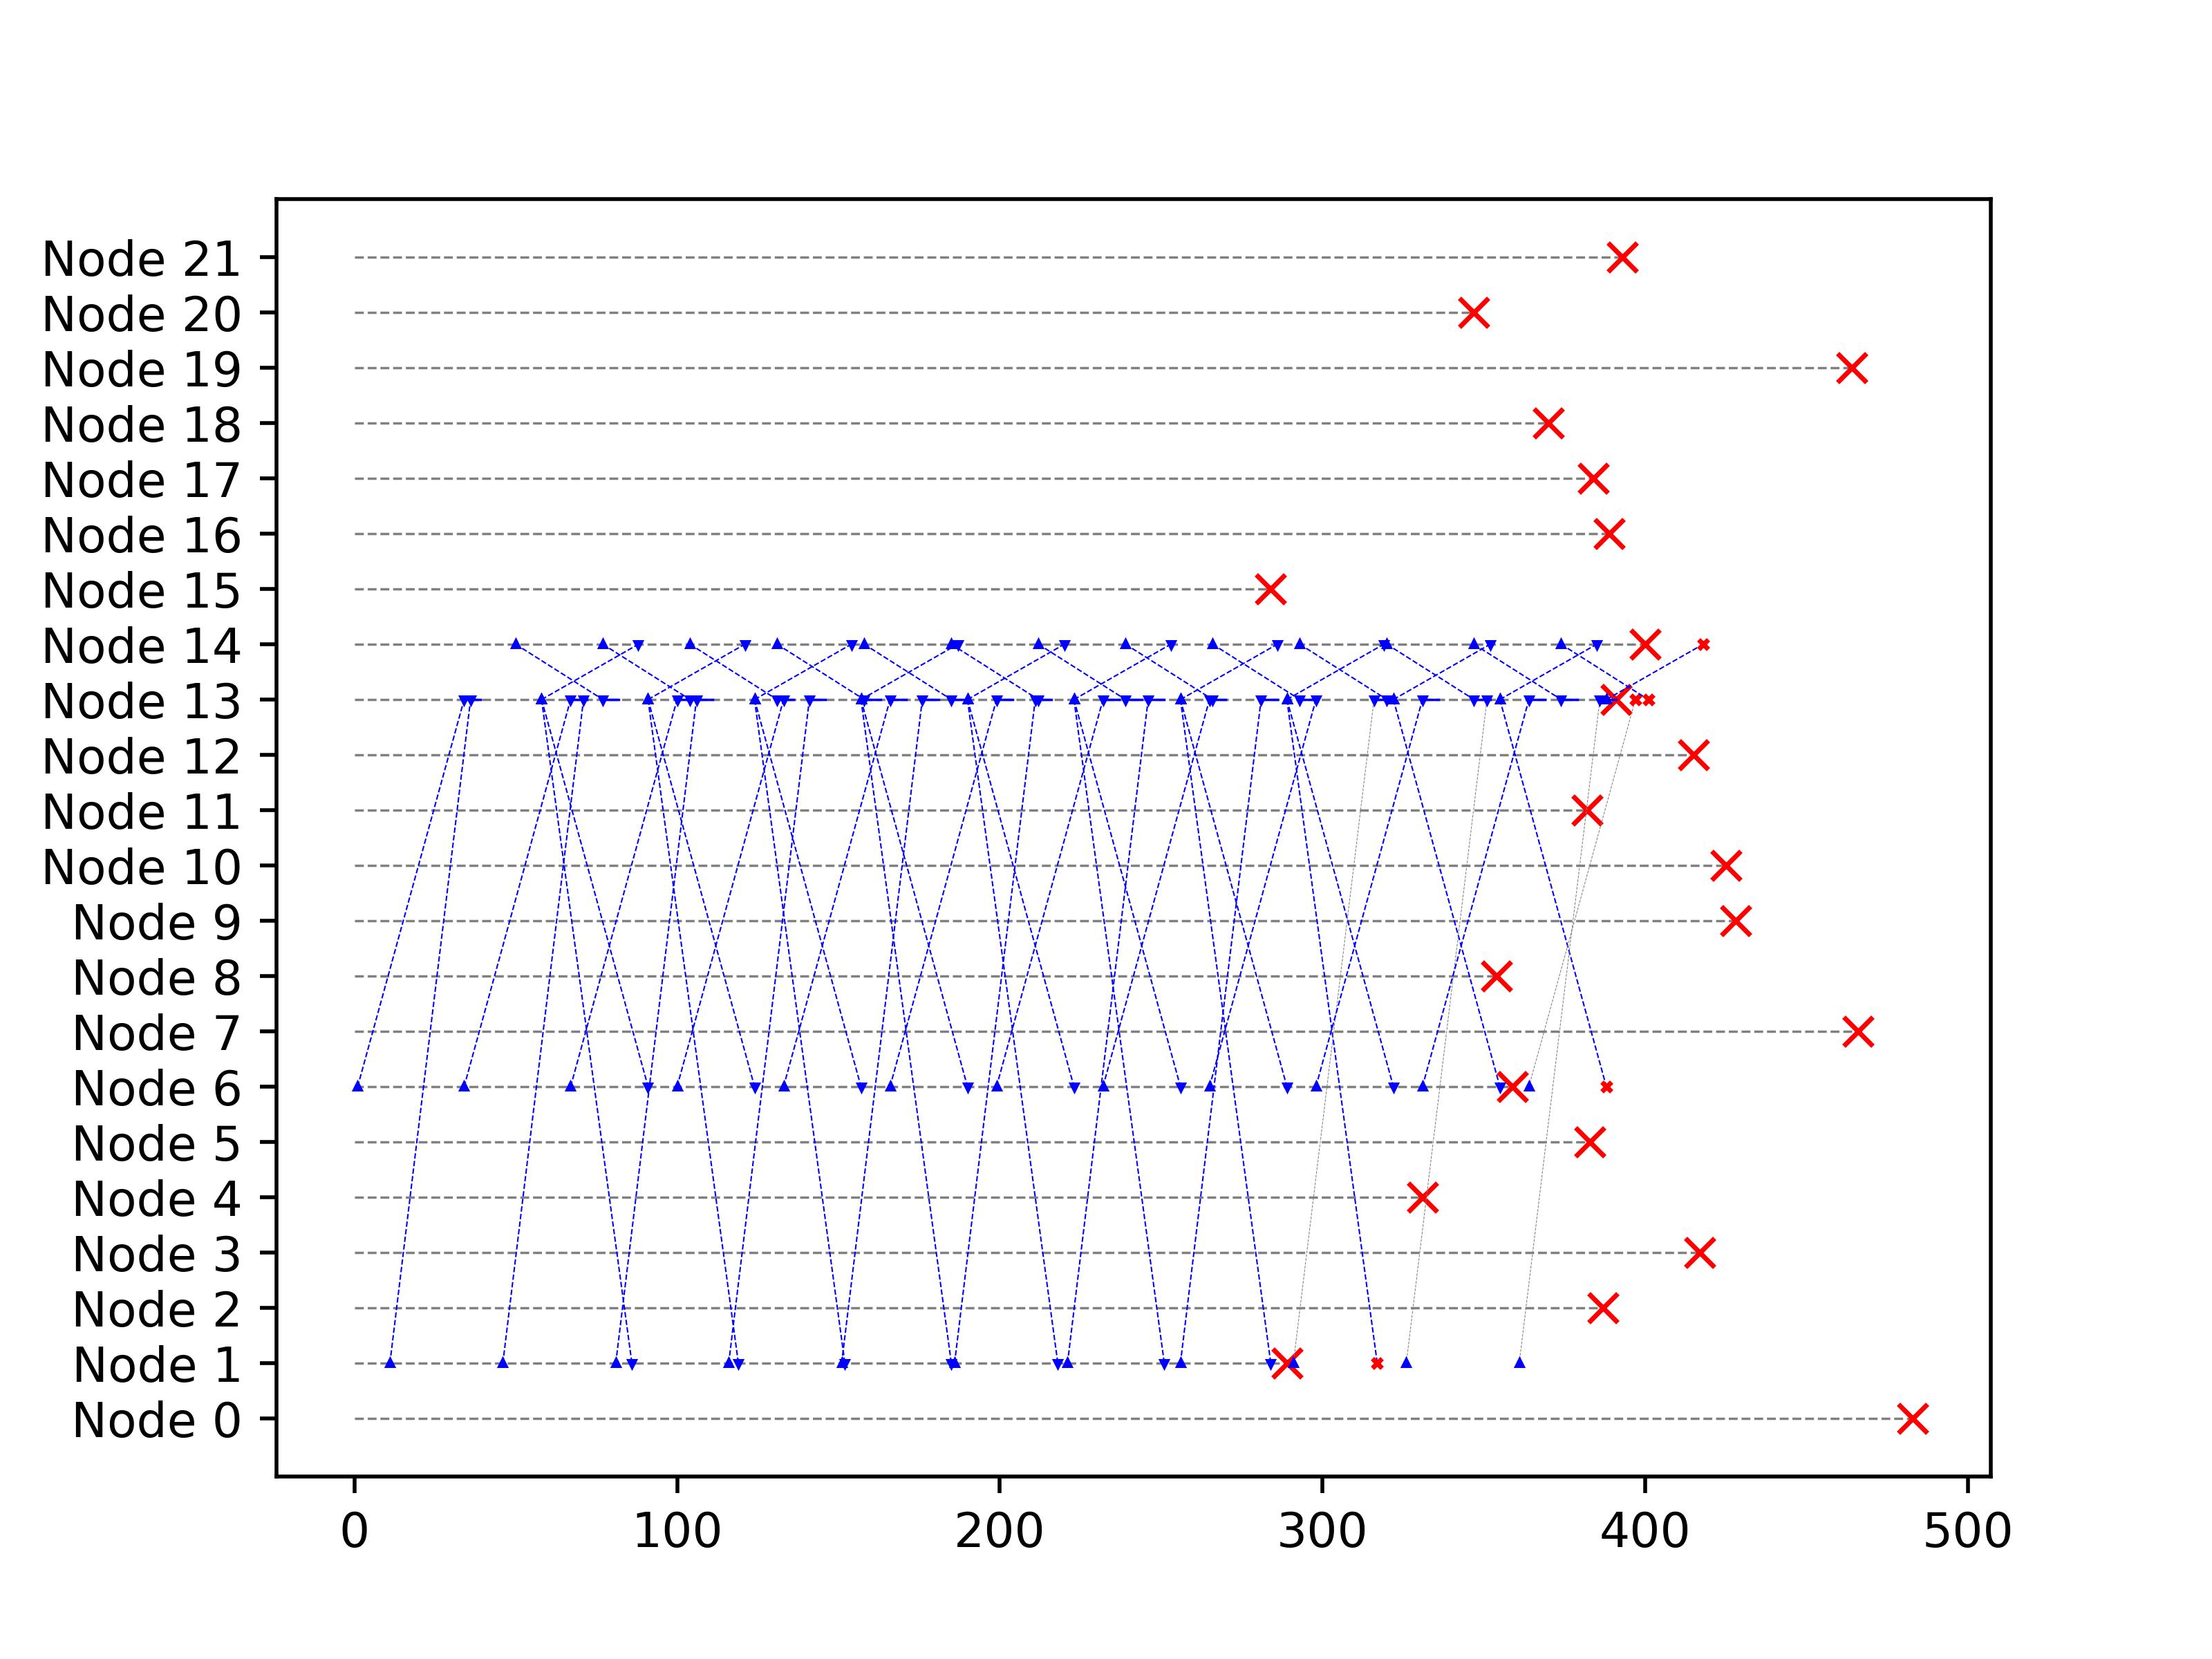 Node 21
Node 20
Node 19
Node 18
Node 17
Node 16
Node 15
Node 14
Node 13
Node 12
Node 11
Node 10
Node 9
Node 8
Node 7
Node 6
Node 5
Node 4
Node 3
Node 2
Node 1
Node 0
0 100 200 300 400 500